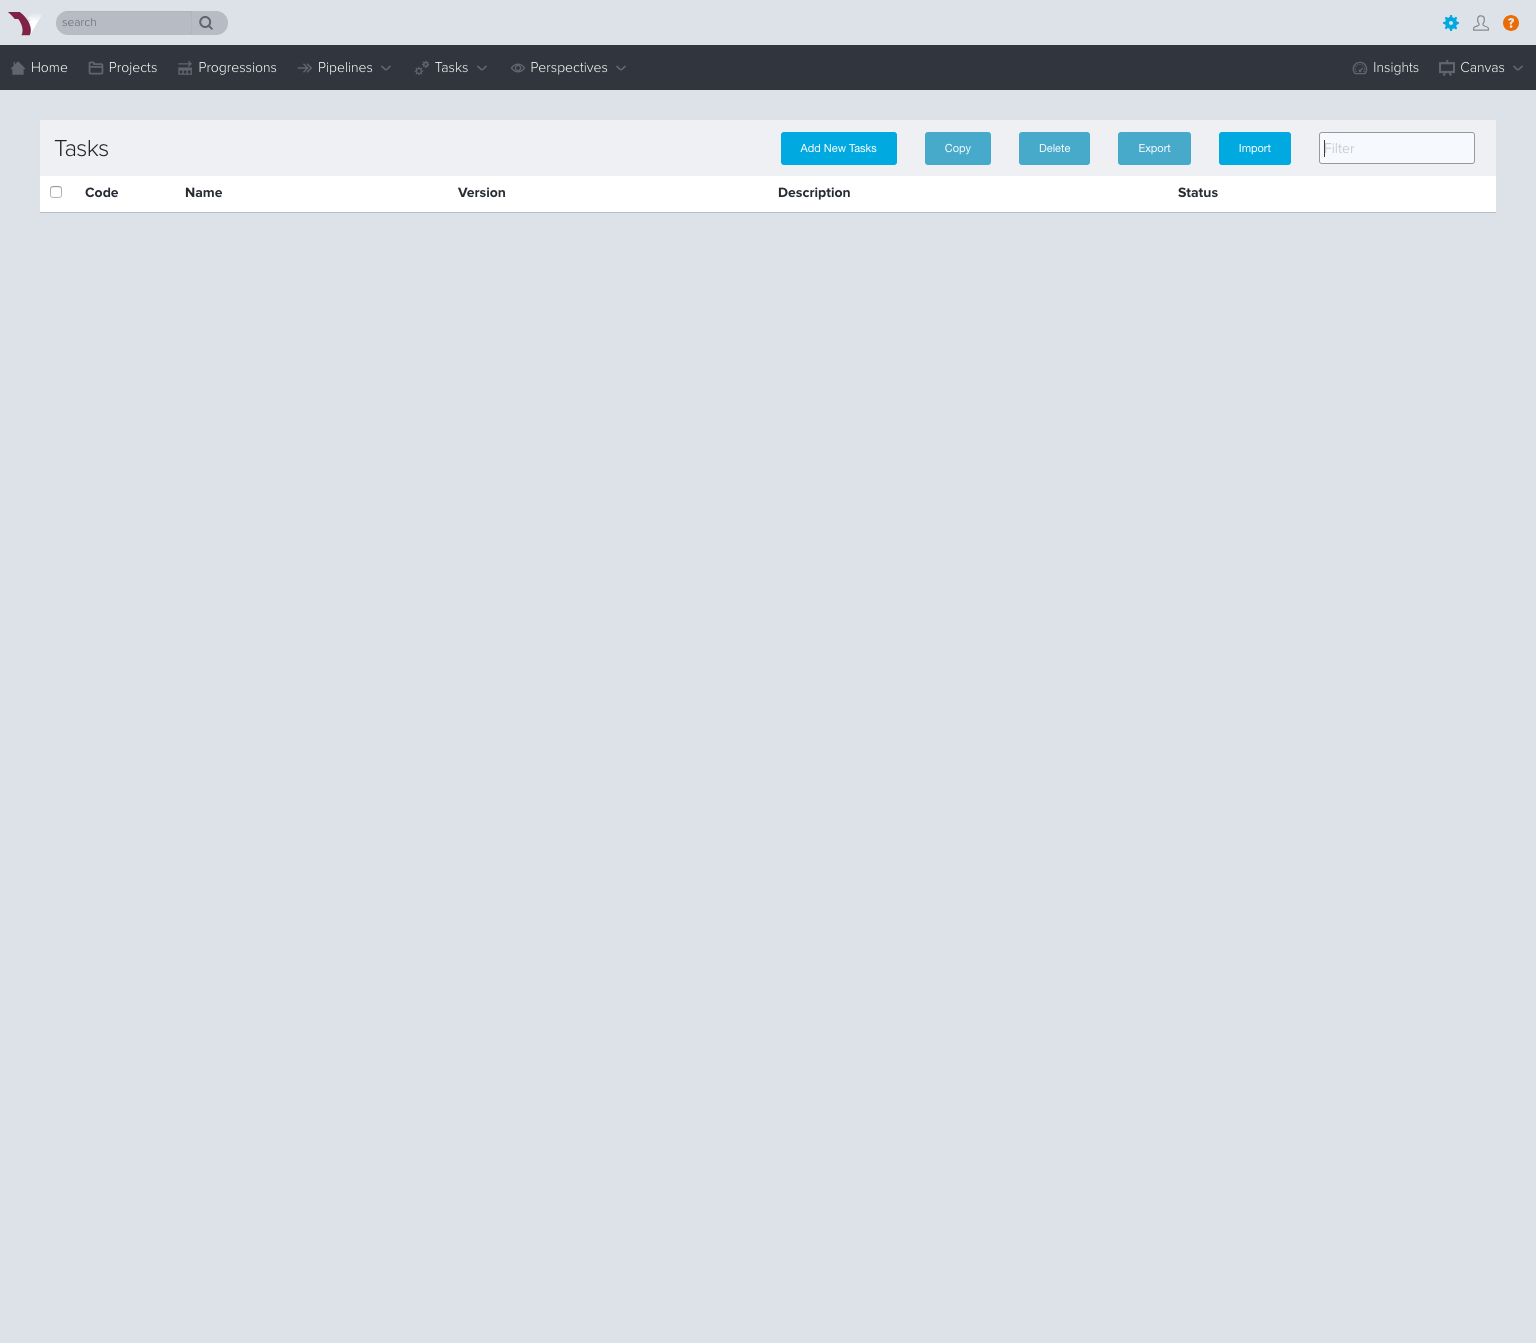 search
?
Home Projects Progressions Pipelines Tasks Perspectives Insights Canvas
Tasks Add New Tasks Copy Delete Export Import Filter
Code Name Version Description Status